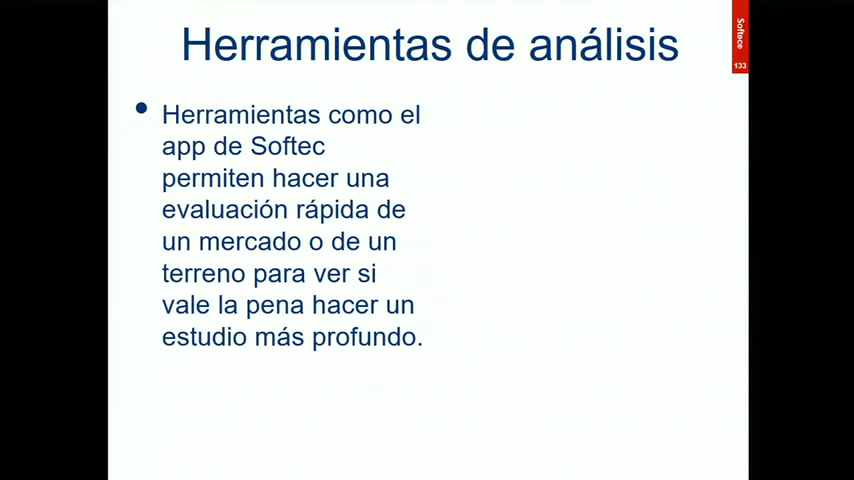 Herramientas de análisis
Softec
133
• Herramientas como el
app de Softec
permiten hacer una
evaluación rápida de
un mercado o de un
terreno para ver si
vale la pena hacer un
estudio más profundo.